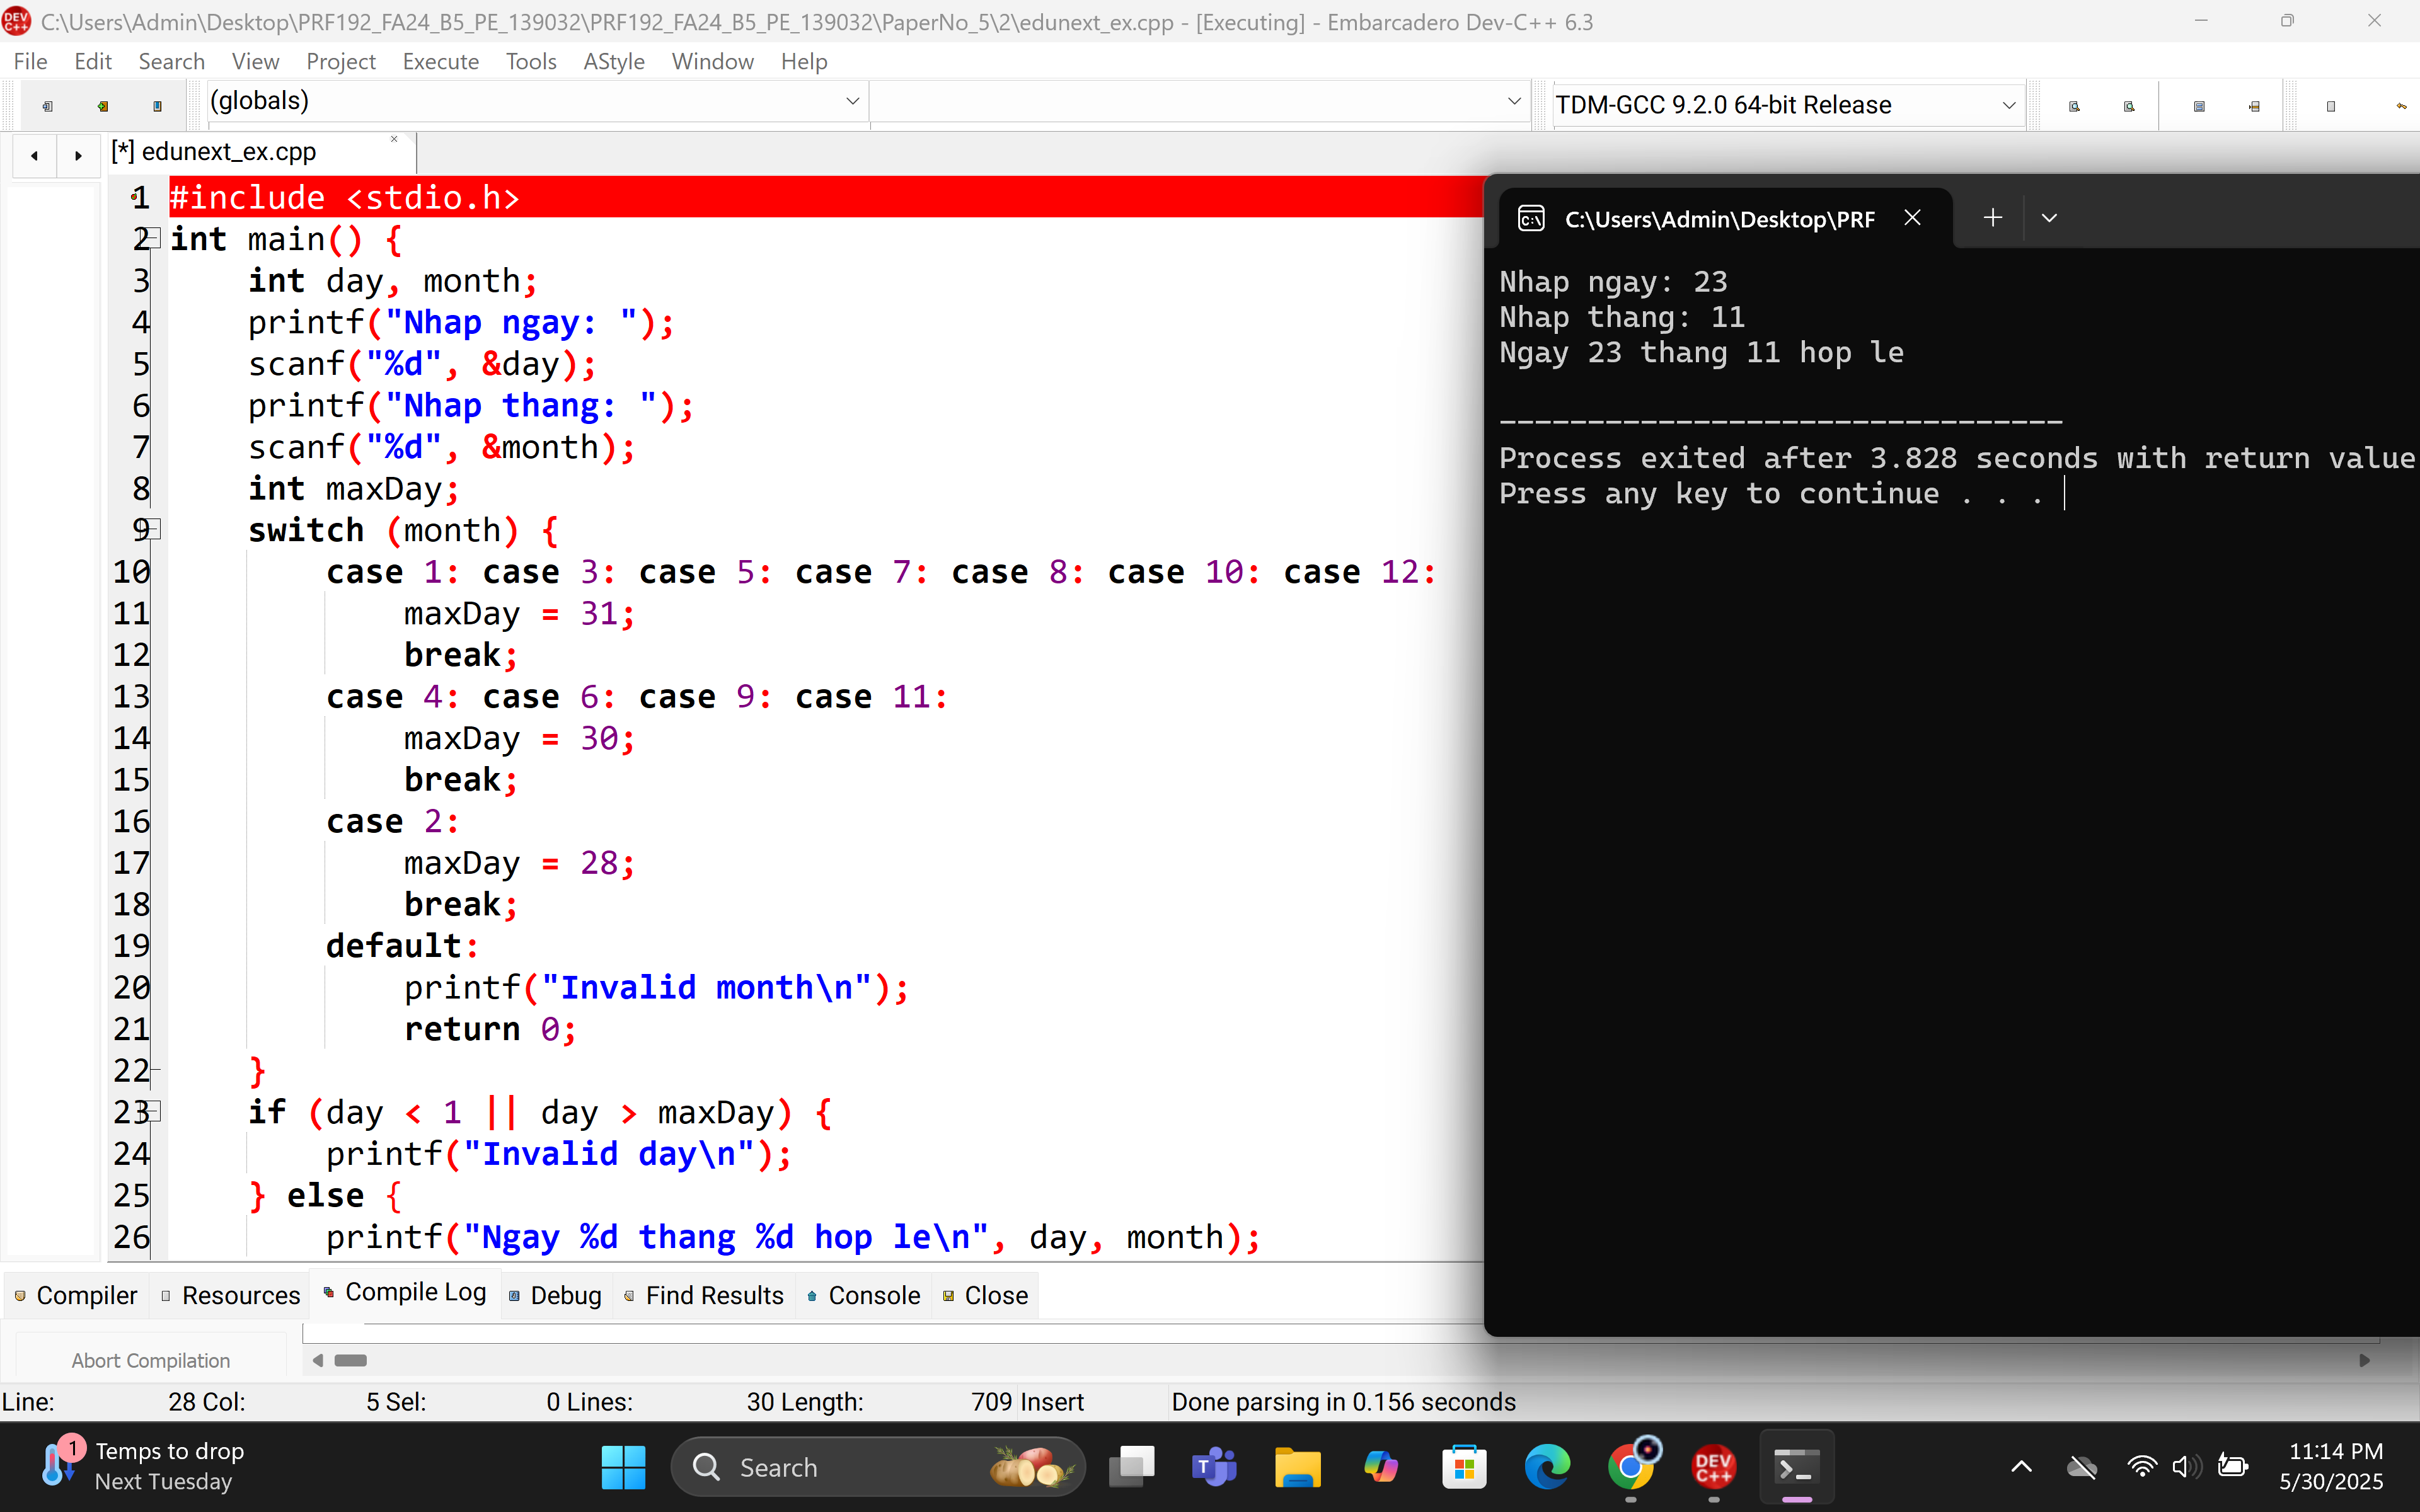 DEV C++ C:\Users\Admin\Desktop\PRF192_FA24_B5_PE_139032\PRF192_FA24_B5_PE_139032\PaperNo_5\2\edunext_ex.cpp - [Executing] - Embarcadero Dev-C++ 6.3
File Edit Search View Project Execute Tools AStyle Window Help
(globals) TDM-GCC 9.2.0 64-bit Release
[*] edunext_ex.cpp
1 #include <stdio.h>
2 int main() {
3 int day, month;
4 printf("Nhap ngay: ");
5 scanf("%d", &day);
6 printf("Nhap thang: ");
7 scanf("%d", &month);
8 int maxDay;
9 switch (month) {
10 case 1: case 3: case 5: case 7: case 8: case 10: case 12:
11 maxDay = 31;
12 break;
13 case 4: case 6: case 9: case 11:
14 maxDay = 30;
15 break;
16 case 2:
17 maxDay = 28;
18 break;
19 default:
20 printf("Invalid month\n");
21 return 0;
22 }
23 if (day < 1 || day > maxDay) {
24 printf("Invalid day\n");
25 } else {
26 printf("Ngay %d thang %d hop le\n", day, month);
C:\Users\Admin\Desktop\PRF
Nhap ngay: 23
Nhap thang: 11
Ngay 23 thang 11 hop le
--------------------------------
Process exited after 3.828 seconds with return value
Press any key to continue . . .
Compiler Resources Compile Log Debug Find Results Console Close
Abort Compilation
Line: 28 Col: 5 Sel: 0 Lines: 30 Length: 709 Insert Done parsing in 0.156 seconds
1 Temps to drop
Next Tuesday
Search
T
DEV C++
11:14 PM
5/30/2025